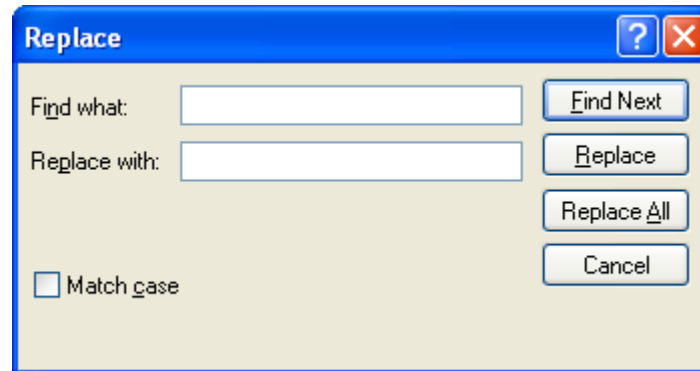 Replace
?
Find what:
Find Next
Replace with:
Replace
Replace All
Cancel
Match case